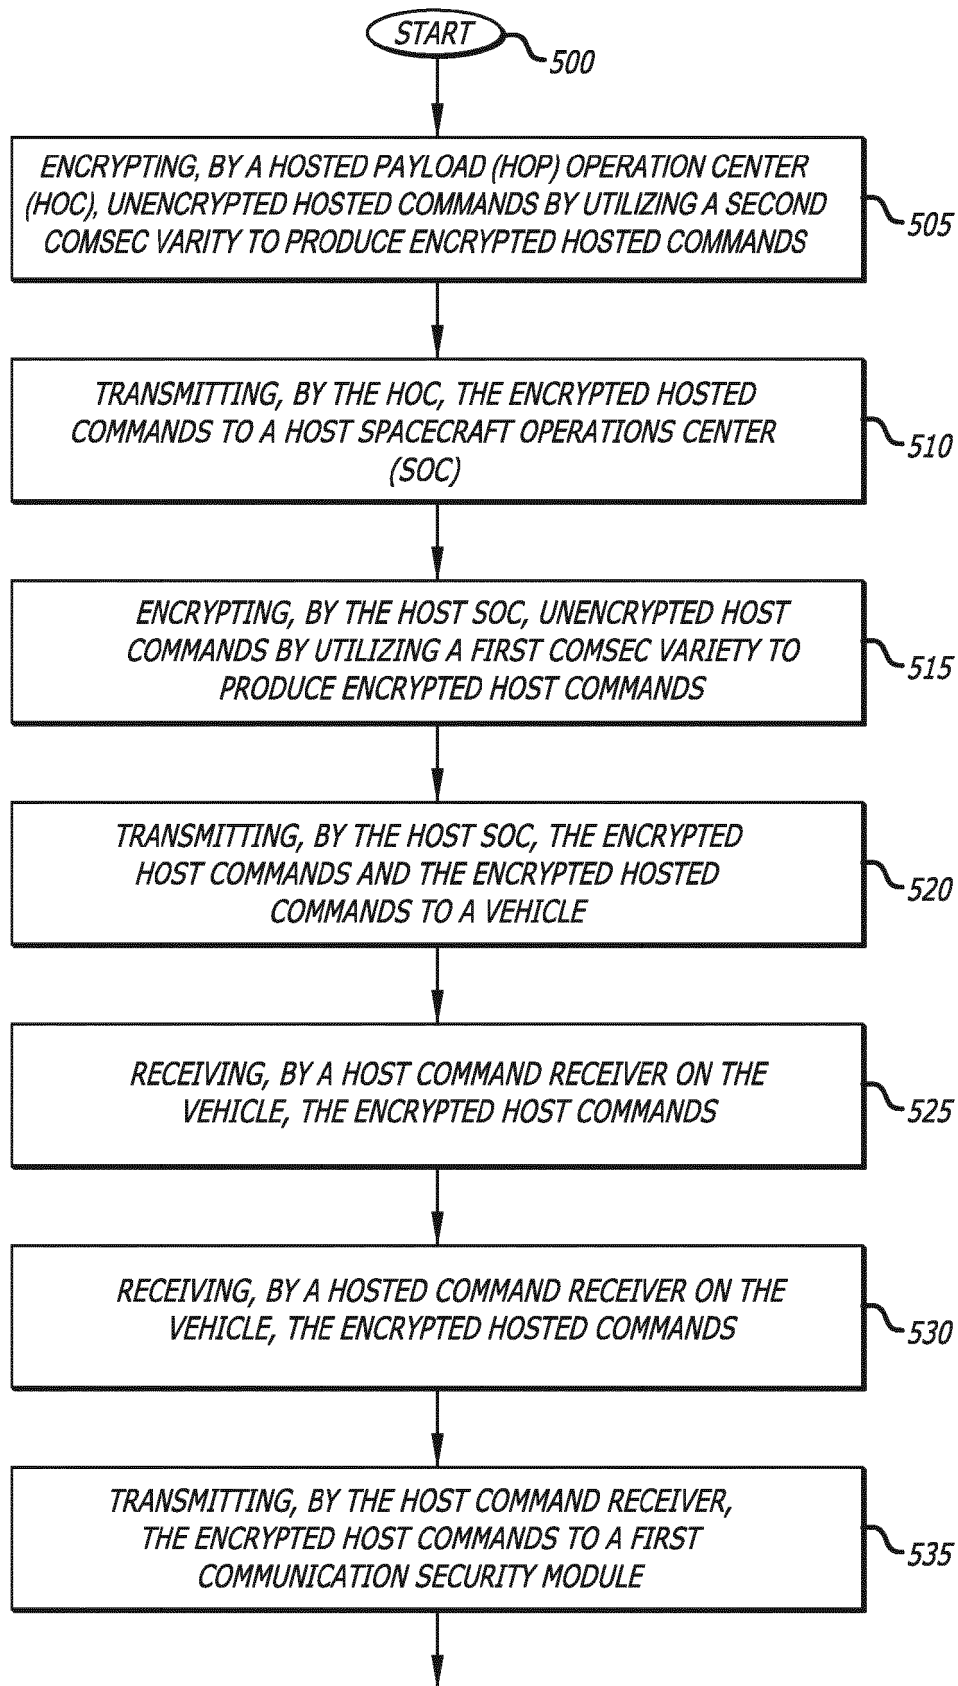 START
500
ENCRYPTING, BY A HOSTED PAYLOAD (HOP) OPERATION CENTER
(HOC), UNENCRYPTED HOSTED COMMANDS BY UTILIZING A SECOND
COMSEC VARITY TO PRODUCE ENCRYPTED HOSTED COMMANDS
505
TRANSMITTING, BY THE HOC, THE ENCRYPTED HOSTED
COMMANDS TO A HOST SPACECRAFT OPERATIONS CENTER
(SOC)
510
ENCRYPTING, BY THE HOST SOC, UNENCRYPTED HOST
COMMANDS BY UTILIZING A FIRST COMSEC VARIETY TO
PRODUCE ENCRYPTED HOST COMMANDS
515
TRANSMITTING, BY THE HOST SOC, THE ENCRYPTED
HOST COMMANDS AND THE ENCRYPTED HOSTED
COMMANDS TO A VEHICLE
520
RECEIVING, BY A HOST COMMAND RECEIVER ON THE
VEHICLE, THE ENCRYPTED HOST COMMANDS
525
RECEIVING, BY A HOSTED COMMAND RECEIVER ON THE
VEHICLE, THE ENCRYPTED HOSTED COMMANDS
530
TRANSMITTING, BY THE HOST COMMAND RECEIVER,
THE ENCRYPTED HOST COMMANDS TO A FIRST
COMMUNICATION SECURITY MODULE
535